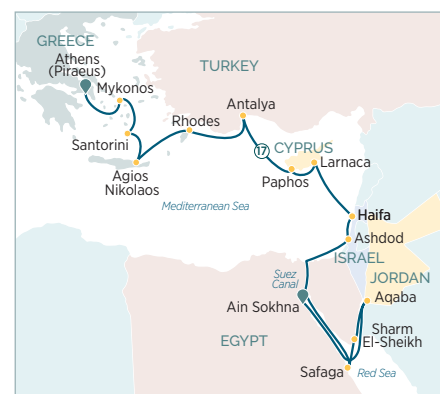 GREECE
Athens
(Piraeus)
Mykonos
TURKEY
Antalya
Rhodes
Santorini
17
CYPRUS
Larnaca
Agios
Nikolaos
Paphos
Mediterranean Sea
Haifa
Ashdod
ISRAEL
Suez
Canal
JORDAN
Aqaba
Ain Sokhna
Sharm
El-Sheikh
EGYPT
Safaga
Red Sea